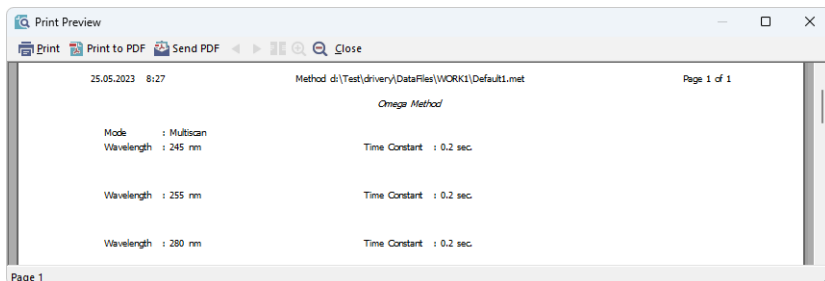 Print Preview
Print Print to PDF Send PDF Close
25.05.2023 8:27 Method d:\Test\drivery\DataFiles\WORK1\Default1.met Page 1 of 1
Omega Method
Mode : Multiscan
Wavelength : 245 nm Time Constant : 0.2 sec.
Wavelength : 255 nm Time Constant : 0.2 sec.
Wavelength : 280 nm Time Constant : 0.2 sec.
Page 1